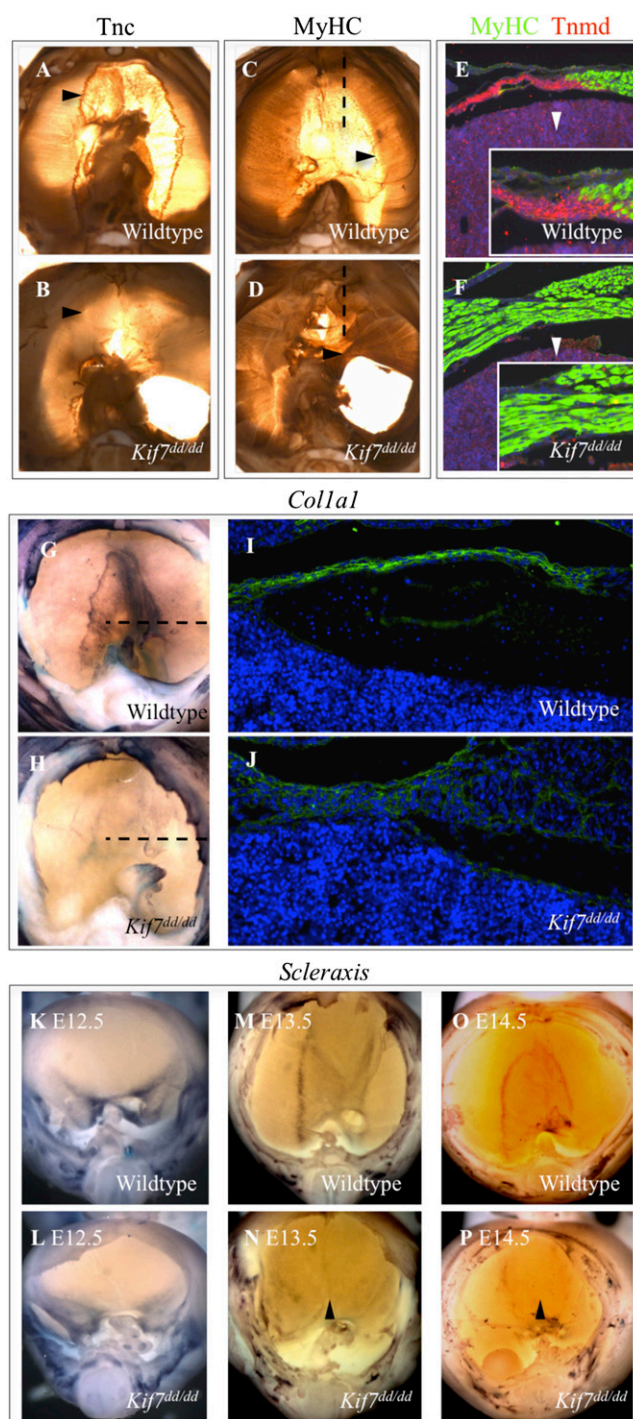 Tnc MyHC MyHC Tnmd
A C E
Wildtype Wildtype Wildtype
B D F
Kif7dd/dd Kif7dd/dd Kif7dd/dd
Col1a1
G I
Wildtype Wildtype
H J
Kif7dd/dd Kif7dd/dd
Scleraxis
K E12.5 M E13.5 O E14.5
Wildtype Wildtype Wildtype
L E12.5 N E13.5 P E14.5
Kif7dd/dd Kif7dd/dd Kif7dd/dd